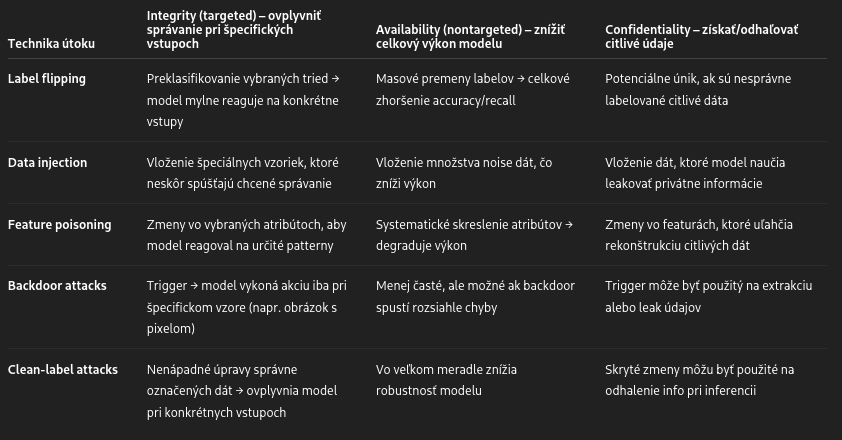 Technika útoku
Integrity (targeted) – ovplyvniť
správanie pri špecifických
vstupoch
Availability (nontargeted) – znížiť
celkový výkon modelu
Confidentiality – získať/odhaľovať
citlivé údaje
Label flipping
Preklasifikovanie vybraných tried →
model mylne reaguje na konkrétne
vstupy
Masové premeny labelov → celkové
zhoršenie accuracy/recall
Potenciálne únik, ak sú nesprávne
labelované citlivé dáta
Data injection
Vloženie špeciálnych vzoriek, ktoré
neskôr spúšťajú chcené správanie
Vloženie množstva noise dát, čo
zníži výkon
Vloženie dát, ktoré model naučia
leakovať privátne informácie
Feature poisoning
Zmeny vo vybraných atribútoch, aby
model reagoval na určité patterny
Systematické skreslenie atribútov →
degraduje výkon
Zmeny vo featurách, ktoré uľahčia
rekonštrukciu citlivých dát
Backdoor attacks
Trigger → model vykoná akciu iba pri
špecifickom vzore (napr. obrázok s
pixelom)
Menej časté, ale možné ak backdoor
spustí rozsiahle chyby
Trigger môže byť použitý na extrakciu
alebo leak údajov
Clean-label attacks
Nenápadné úpravy správne
označených dát → ovplyvnia model
pri konkrétnych vstupoch
Vo veľkom meradle znížia
robustnosť modelu
Skryté zmeny môžu byť použité na
odhalenie info pri inferencii